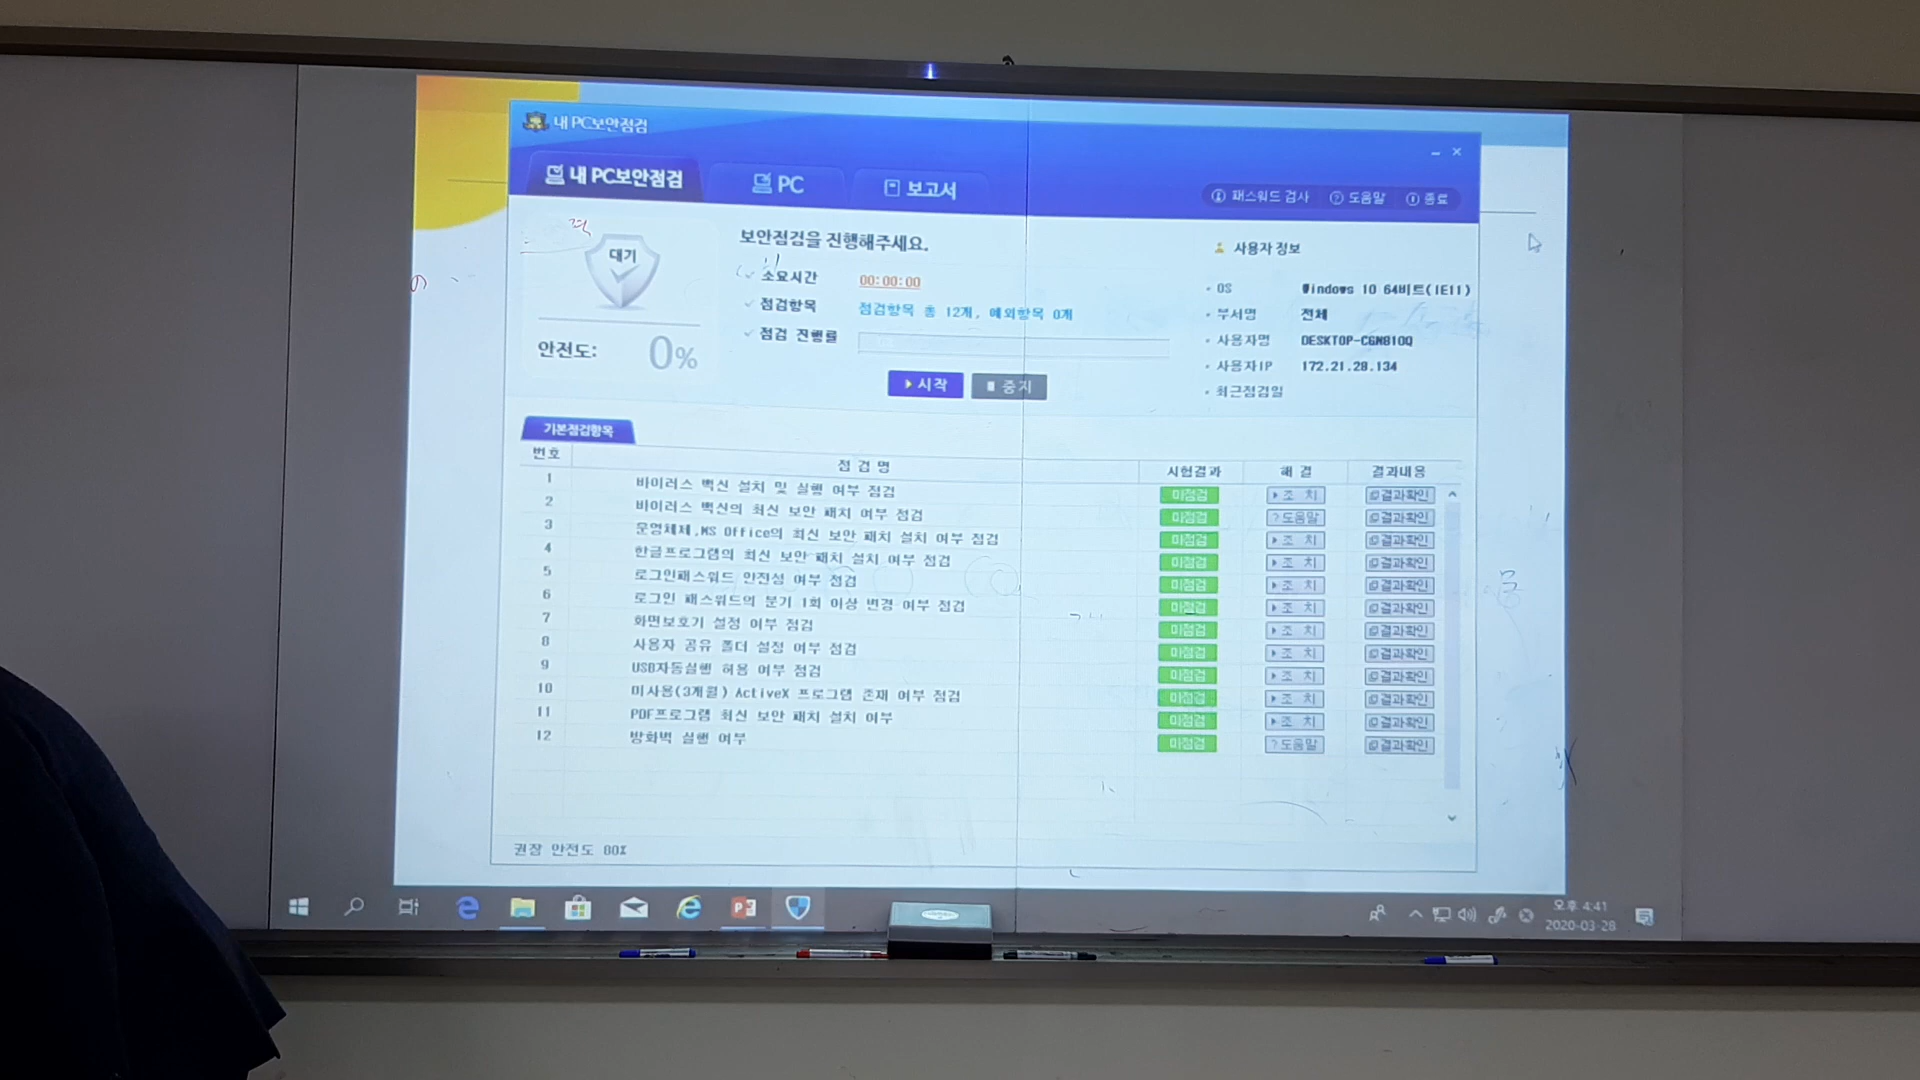 내 PC보안점검
내 PC보안점검
PC
보고서
패스워드 검사
도움말
종료
대기
안전도:
0%
보안점검을 진행해주세요.
소요시간
00:00:00
점검항목
점검항목 총 12개, 예외항목 0개
점검 진행률
시작
중지
사용자 정보
OS Windows 10 64비트(IE11)
부서명 전체
사용자명 DESKTOP-CGN810Q
사용자IP 172.21.28.134
최근점검일
기본점검항목
번호 점 검 명 시험결과 해 결 결과내용
1 바이러스 백신 설치 및 실행 여부 점검 미점검 조 치 결과확인
2 바이러스 백신의 최신 보안 패치 여부 점검 미점검 ?도움말 결과확인
3 운영체제,MS Office의 최신 보안 패치 설치 여부 점검 미점검 조 치 결과확인
4 한글프로그램의 최신 보안 패치 설치 여부 점검 미점검 조 치 결과확인
5 로그인패스워드 안전성 여부 점검 미점검 조 치 결과확인
6 로그인 패스워드의 분기 1회 이상 변경 여부 점검 미점검 조 치 결과확인
7 화면보호기 설정 여부 점검 미점검 조 치 결과확인
8 사용자 공유 폴더 설정 여부 점검 미점검 조 치 결과확인
9 USB자동실행 허용 여부 점검 미점검 조 치 결과확인
10 미사용(3개월) ActiveX 프로그램 존재 여부 점검 미점검 조 치 결과확인
11 PDF프로그램 최신 보안 패치 설치 여부 미점검 조 치 결과확인
12 방화벽 실행 여부 미점검 ?도움말 결과확인
권장 안전도 80%
오후 4:41
2020-03-28